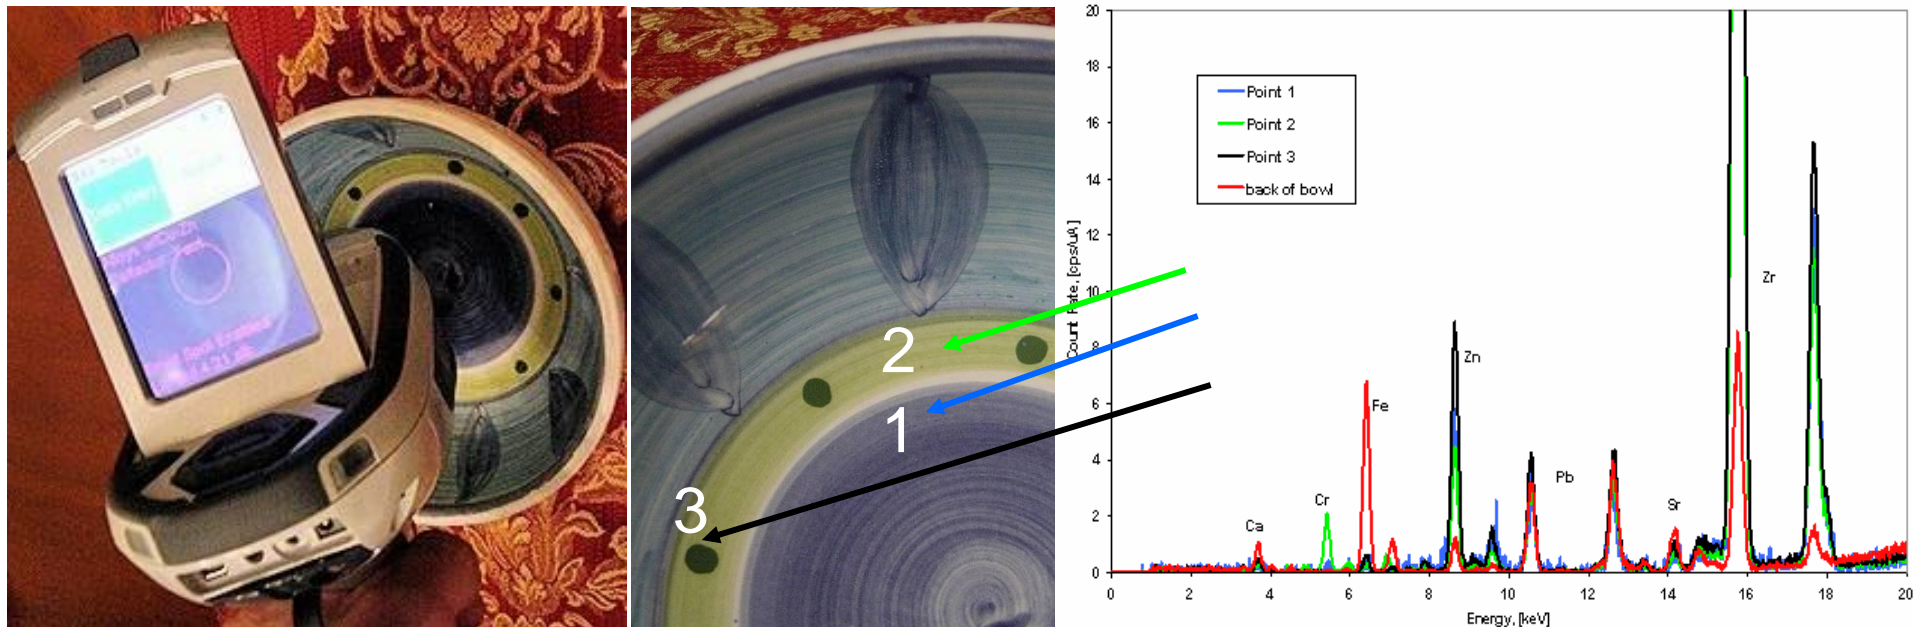 2
1
3
Point 1
Point 2
Point 3
back of bowl
Count Rate, [cps/uA]
20
18
16
14
12
10
8
6
4
2
0
Ca
Cr
Fe
Zn
Pb
Sr
Zr
0 2 4 6 8 10 12 14 16 18 20
Energy, [keV]